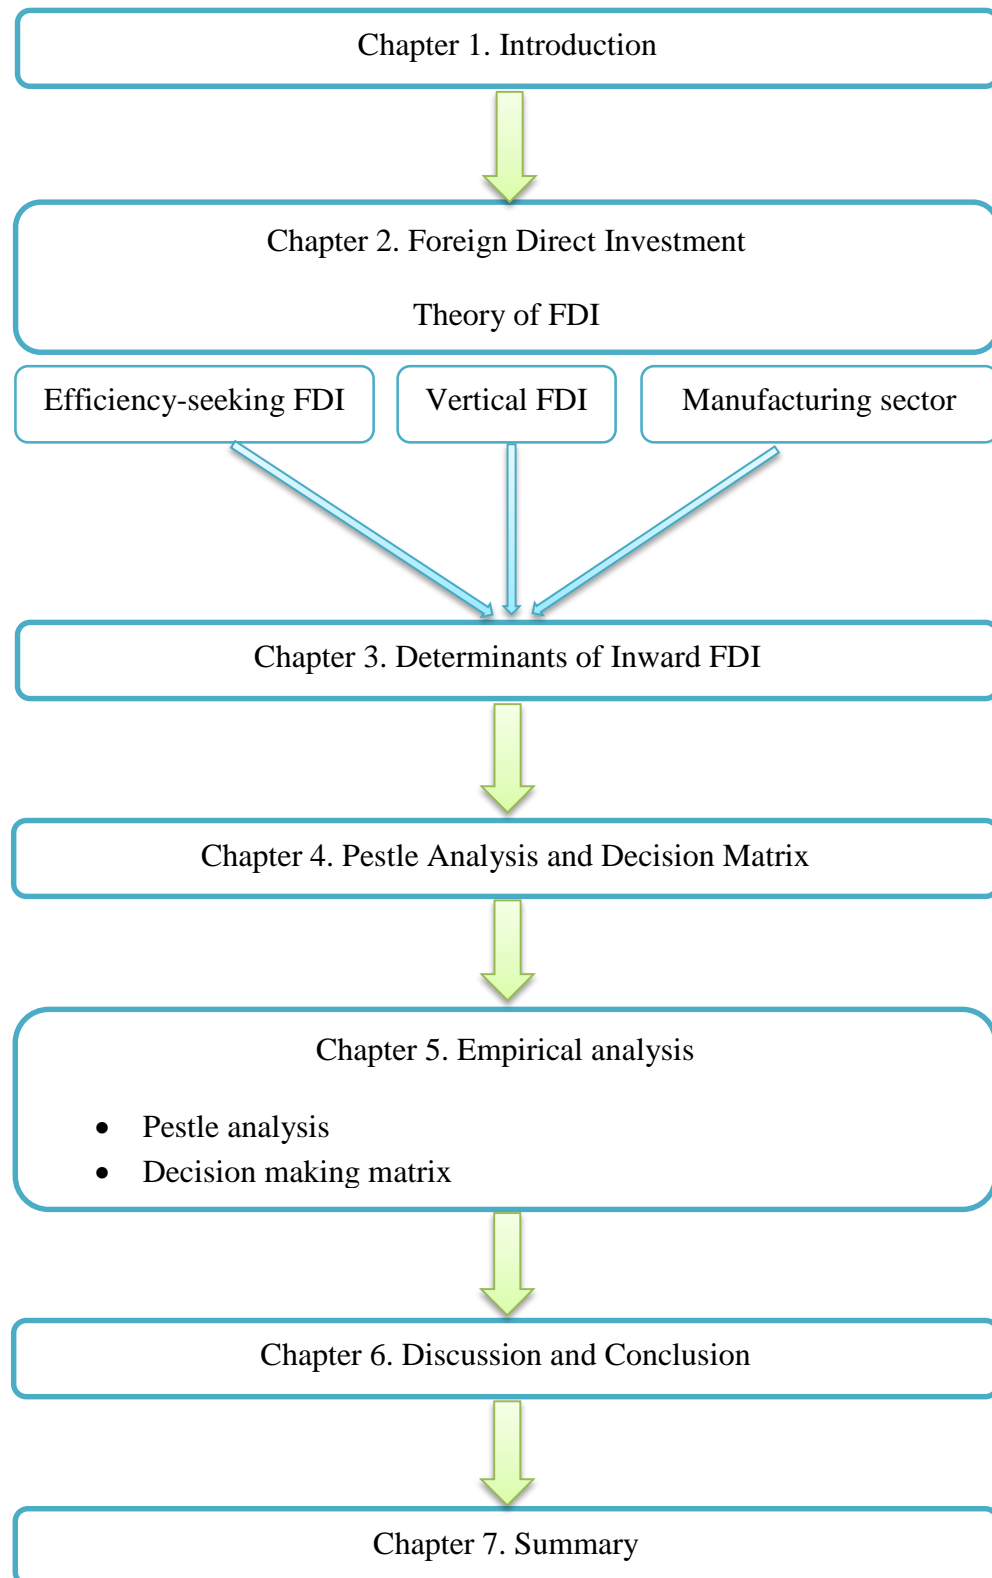 Chapter 1. Introduction
Chapter 2. Foreign Direct Investment
Theory of FDI
Efficiency-seeking FDI
Vertical FDI
Manufacturing sector
Chapter 3. Determinants of Inward FDI
Chapter 4. Pestle Analysis and Decision Matrix
Chapter 5. Empirical analysis
• Pestle analysis
• Decision making matrix
Chapter 6. Discussion and Conclusion
Chapter 7. Summary